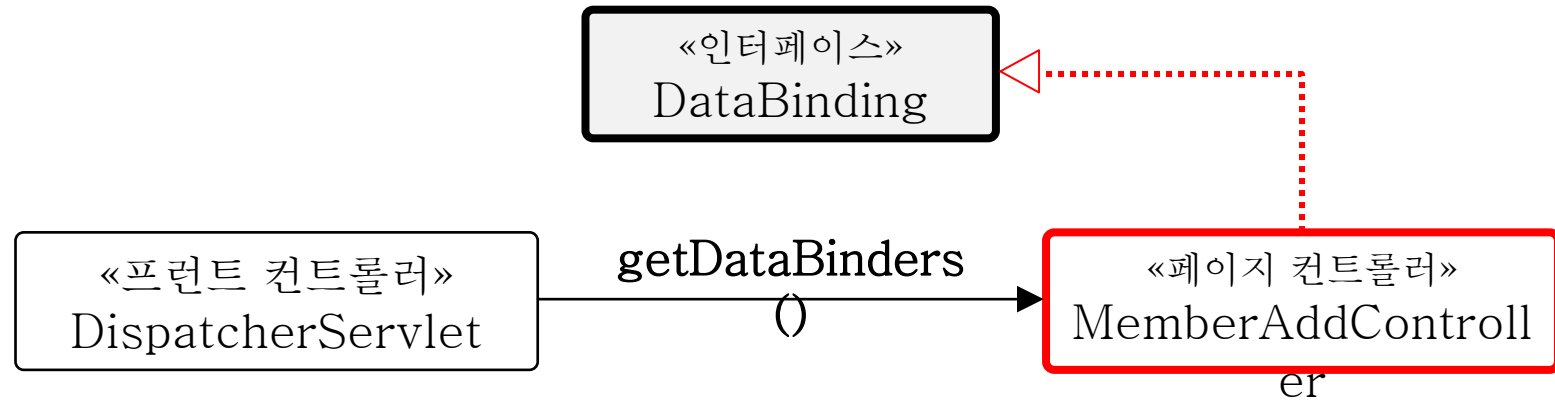 «인터페이스»
DataBinding
«프런트 컨트롤러»
DispatcherServlet
getDataBinders
()
«페이지 컨트롤러»
MemberAddControll
er